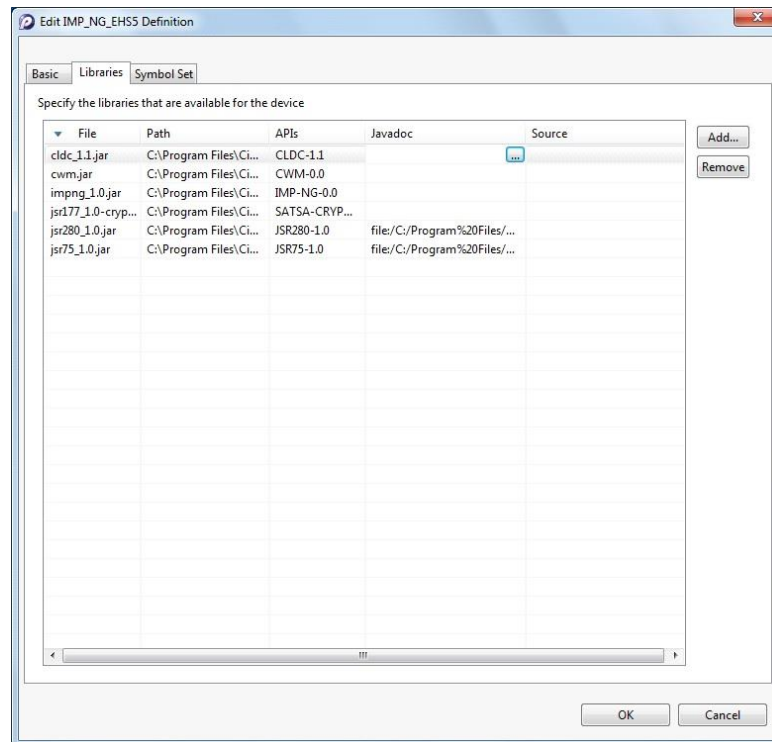 Edit IMP_NG_EHS5 Definition
Basic Libraries Symbol Set
Specify the libraries that are available for the device
File Path APIs Javadoc Source
cldc_1.1.jar C:\Program Files\Ci... CLDC-1.1 ...
cwm.jar C:\Program Files\Ci... CWM-0.0
impng_1.0.jar C:\Program Files\Ci... IMP-NG-0.0
jsr177_1.0-cryp... C:\Program Files\Ci... SATSA-CRYP...
jsr280_1.0.jar C:\Program Files\Ci... JSR280-1.0 file:/C:/Program%20Files/...
jsr75_1.0.jar C:\Program Files\Ci... JSR75-1.0 file:/C:/Program%20Files/...
Add...
Remove
OK Cancel